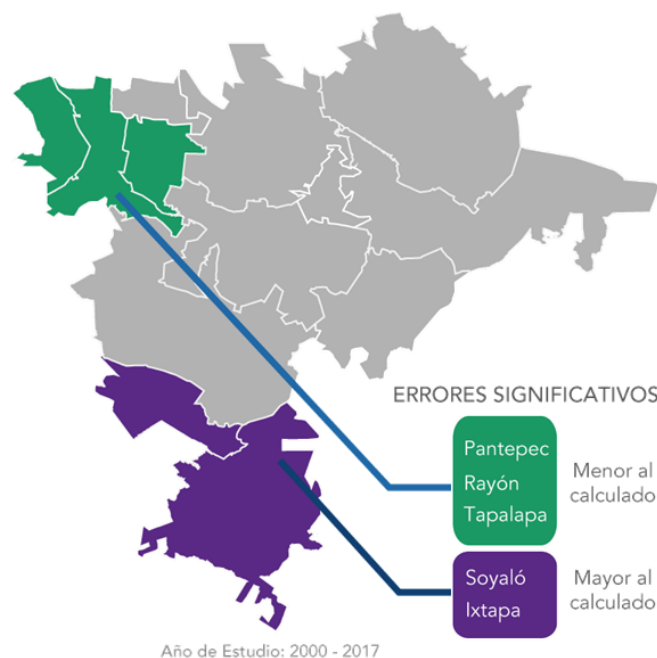 ERRORES SIGNIFICATIVOS
Pantepec
Rayón
Tapalapa
Menor al
calculado
Soyaló
Ixtapa
Mayor al
calculado
Año de Estudio: 2000 - 2017